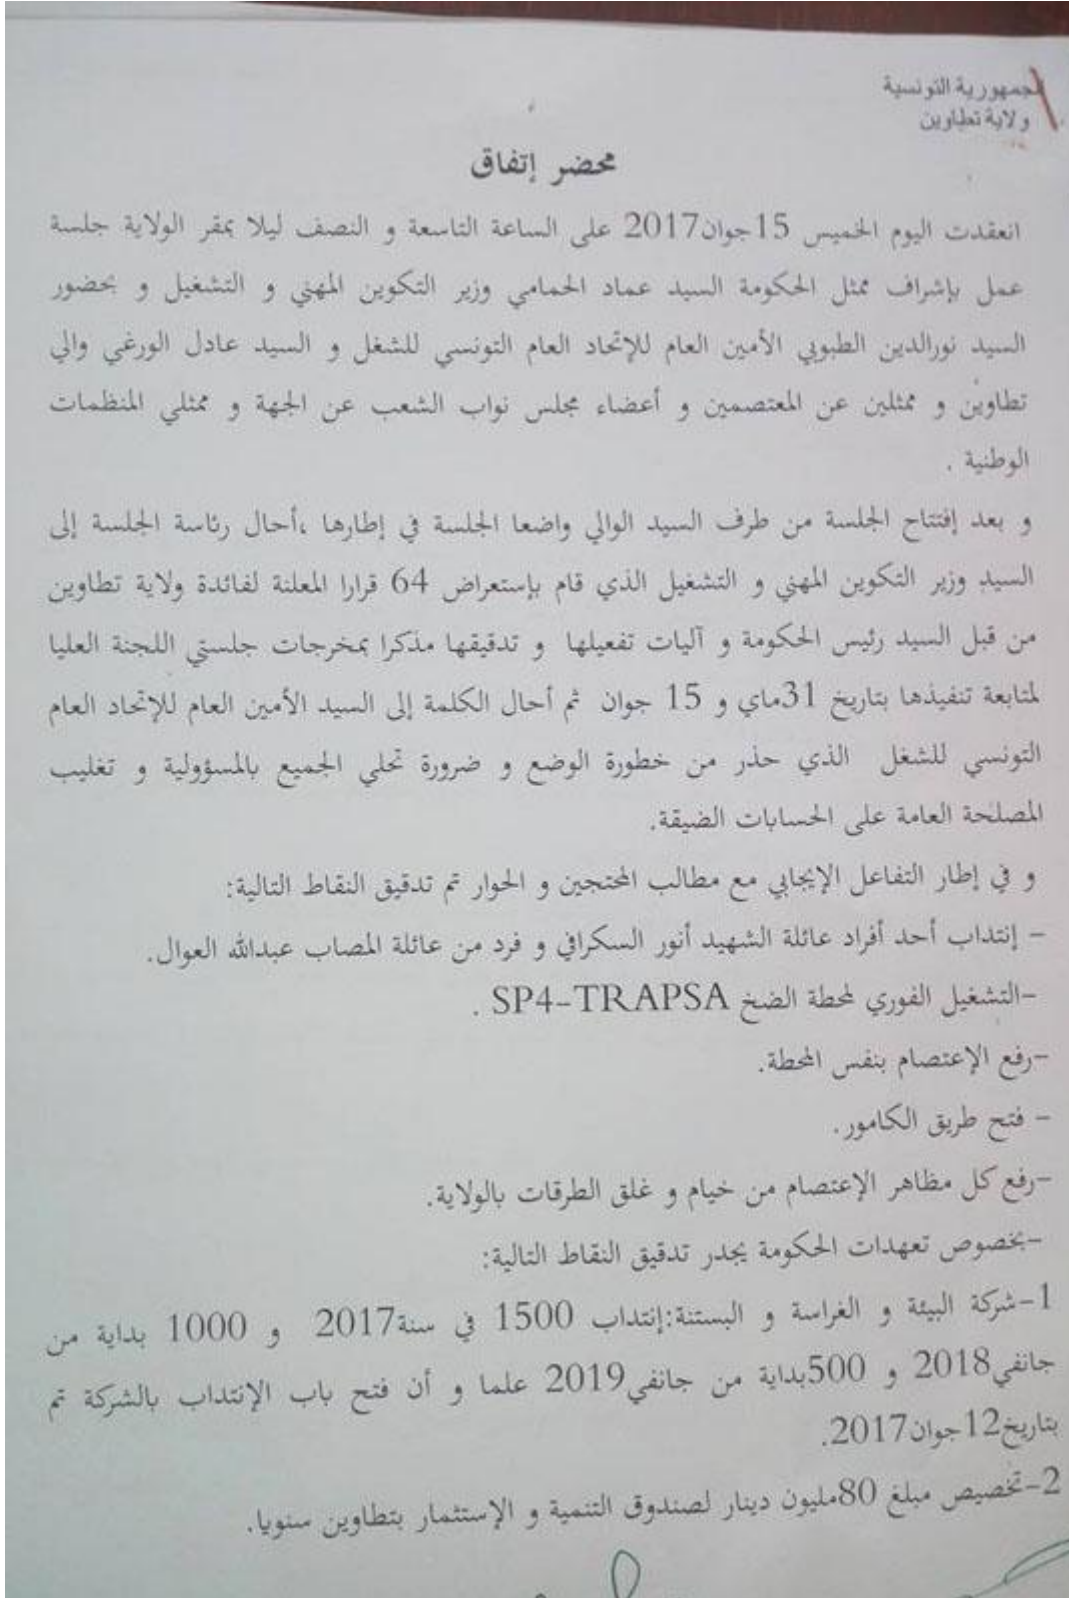 الجمهورية التونسية
ولاية تطاوين
محضر إتفاق
انعقدت اليوم الخميس 15جوان2017 على الساعة التاسعة و النصف ليلا بمقر الولاية جلسة
عمل بإشراف ممثل الحكومة السيد عماد الحمامي وزير التكوين المهني و التشغيل و بحضور
السيد نورالدين الطبوبي الأمين العام للإتحاد العام التونسي للشغل و السيد عادل الورغي والي
تطاوين و ممثلين عن المعتصمين و أعضاء مجلس نواب الشعب عن الجهة و ممثلي المنظمات
الوطنية .
و بعد إفتتاح الجلسة من طرف السيد الوالي واضعا الجلسة في إطارها ،أحال رئاسة الجلسة إلى
السيد وزير التكوين المهني و التشغيل الذي قام بإستعراض 64 قرارا المعلنة لفائدة ولاية تطاوين
من قبل السيد رئيس الحكومة و آليات تفعيلها و تدقيقها مذكرا بمخرجات جلستي اللجنة العليا
لمتابعة تنفيذها بتاريخ 31ماي و 15 جوان ثم أحال الكلمة إلى السيد الأمين العام للإتحاد العام
التونسي للشغل الذي حذر من خطورة الوضع و ضرورة تحلي الجميع بالمسؤولية و تغليب
المصلحة العامة على الحسابات الضيقة.
و في إطار التفاعل الإيجابي مع مطالب المحتجين و الحوار تم تدقيق النقاط التالية:
- إنتداب أحد أفراد عائلة الشهيد أنور السكرافي و فرد من عائلة المصاب عبدالله العوال.
-التشغيل الفوري لمحطة الضخ SP4-TRAPSA .
-رفع الإعتصام بنفس المحطة.
- فتح طريق الكامور.
-رفع كل مظاهر الإعتصام من خيام و غلق الطرقات بالولاية.
-بخصوص تعهدات الحكومة يجدر تدقيق النقاط التالية:
1-شركة البيئة و الغراسة و البستنة:إنتداب 1500 في سنة2017 و 1000 بداية من
جانفي2018 و 500بداية من جانفي2019 علما و أن فتح باب الإنتداب بالشركة تم
بتاريخ12جوان2017.
2-تخصيص مبلغ 80مليون دينار لصندوق التنمية و الإستثمار بتطاوين سنويا.